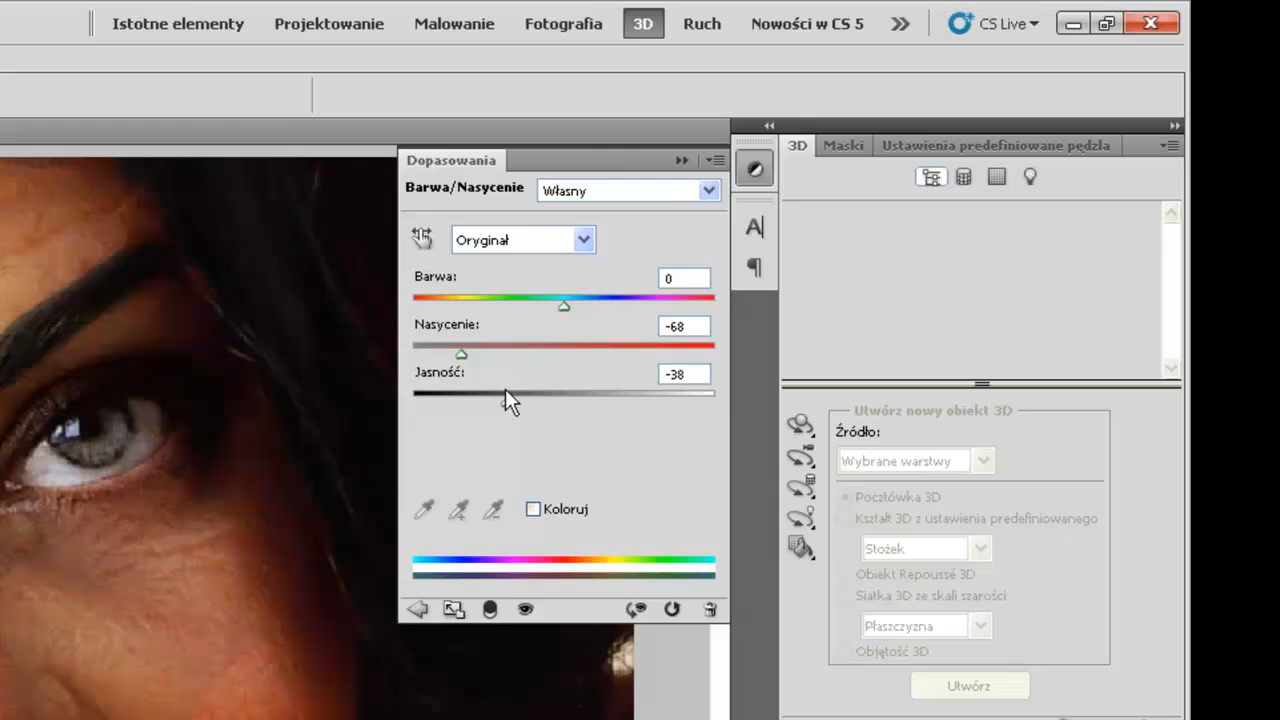 Istotne elementy Projektowanie Malowanie Fotografia 3D Ruch Nowości w CS 5 CS Live
Dopasowania
Barwa/Nasycenie Własny
Oryginał
Barwa: 0
Nasycenie: -68
Jasność: -38
Koloruj
3D Maski Ustawienia predefiniowane pędzla
A
Utwórz nowy obiekt 3D
Źródło:
Wybrane warstwy
Pocztówka 3D
Kształt 3D z ustawienia predefiniowanego
Stożek
Obiekt Repoussé 3D
Siatka 3D ze skali szarości
Płaszczyzna
Objętość 3D
Utwórz